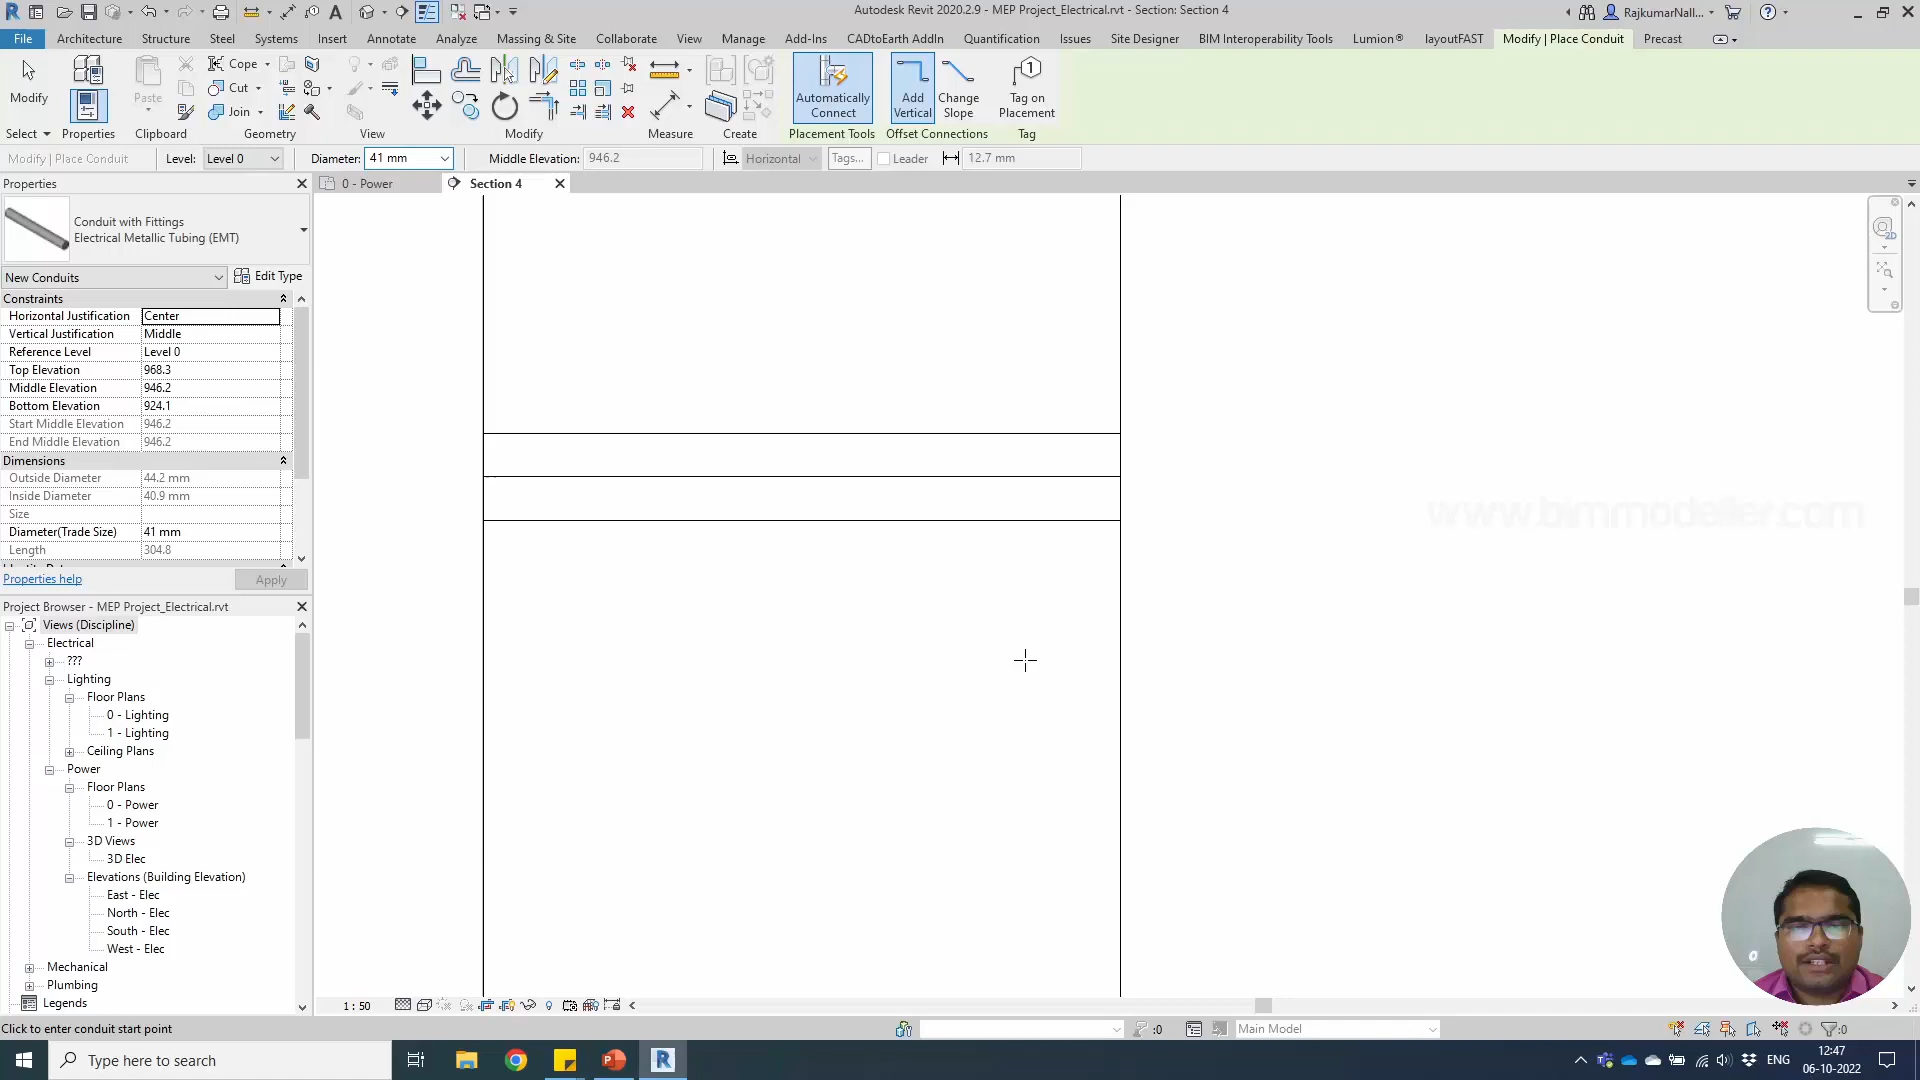 Autodesk Revit 2020.2.9 - MEP Project_Electrical.rvt - Section: Section 4
RajkumarNall...
File Architecture Structure Steel Systems Insert Annotate Analyze Massing & Site Collaborate View Manage Add-Ins CADtoEarth AddIn Quantification Issues Site Designer BIM Interoperability Tools Lumion® layoutFAST Modify | Place Conduit Precast
Modify
Paste
Cope
Cut
Join
Automatically Connect
Add Vertical
Change Slope
Tag on Placement
Select Properties Clipboard Geometry View Modify Measure Create Placement Tools Offset Connections Tag
Modify | Place Conduit Level: Level 0 Diameter: 41 mm Middle Elevation: 946.2 Horizontal Tags... Leader 12.7 mm
Properties
0 - Power Section 4
Conduit with Fittings
Electrical Metallic Tubing (EMT)
New Conduits Edit Type
Constraints
Horizontal Justification Center
Vertical Justification Middle
Reference Level Level 0
Top Elevation 968.3
Middle Elevation 946.2
Bottom Elevation 924.1
Start Middle Elevation 946.2
End Middle Elevation 946.2
Dimensions
Outside Diameter 44.2 mm
Inside Diameter 40.9 mm
Size
Diameter(Trade Size) 41 mm
Length 304.8
Properties help Apply
www.bimmodeller.com
Project Browser - MEP Project_Electrical.rvt
Views (Discipline)
Electrical
???
Lighting
Floor Plans
0 - Lighting
1 - Lighting
Ceiling Plans
Power
Floor Plans
0 - Power
1 - Power
3D Views
3D Elec
Elevations (Building Elevation)
East - Elec
North - Elec
South - Elec
West - Elec
Mechanical
Plumbing
Legends
1 : 50
Click to enter conduit start point
:0 Main Model :0
Type here to search
ENG
12:47
06-10-2022